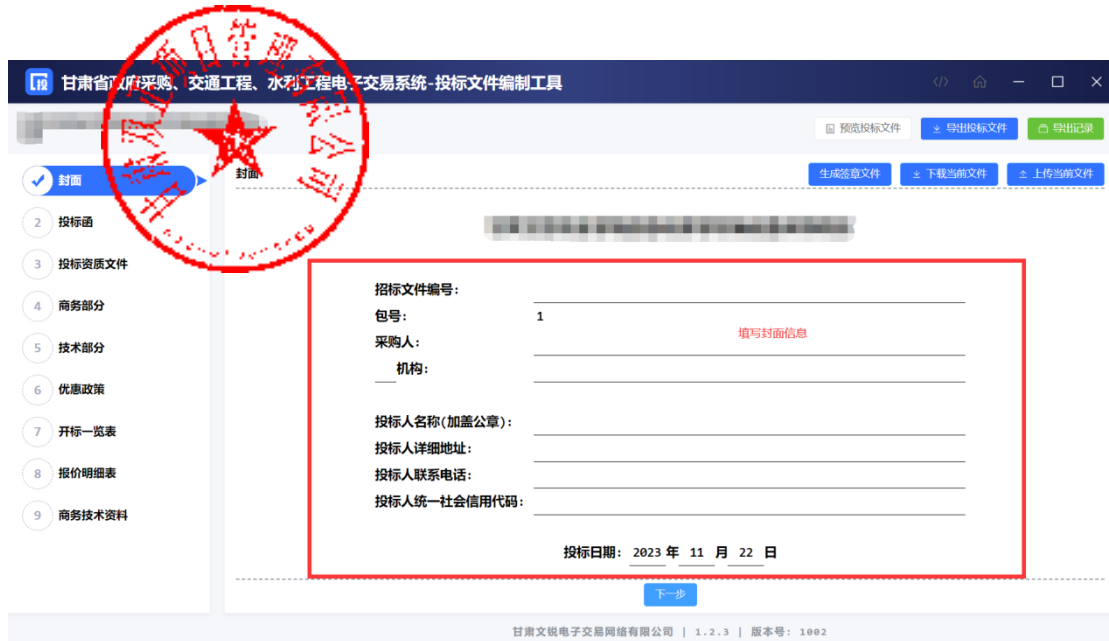 甘肃省政府采购、交通工程、水利工程电子交易系统-投标文件编制工具
预览投标文件 导出投标文件 导出记录
封面
生成签章文件 下载当前文件 上传当前文件
封面
2 投标函
3 投标资质文件
4 商务部分
5 技术部分
6 优惠政策
7 开标一览表
8 报价明细表
9 商务技术资料
招标文件编号:
包号: 1
填写封面信息
采购人:
机构:
投标人名称(加盖公章):
投标人详细地址:
投标人联系电话:
投标人统一社会信用代码:
投标日期: 2023 年 11 月 22 日
下一步
甘肃文锐电子交易网络有限公司 | 1.2.3 | 版本号: 1002